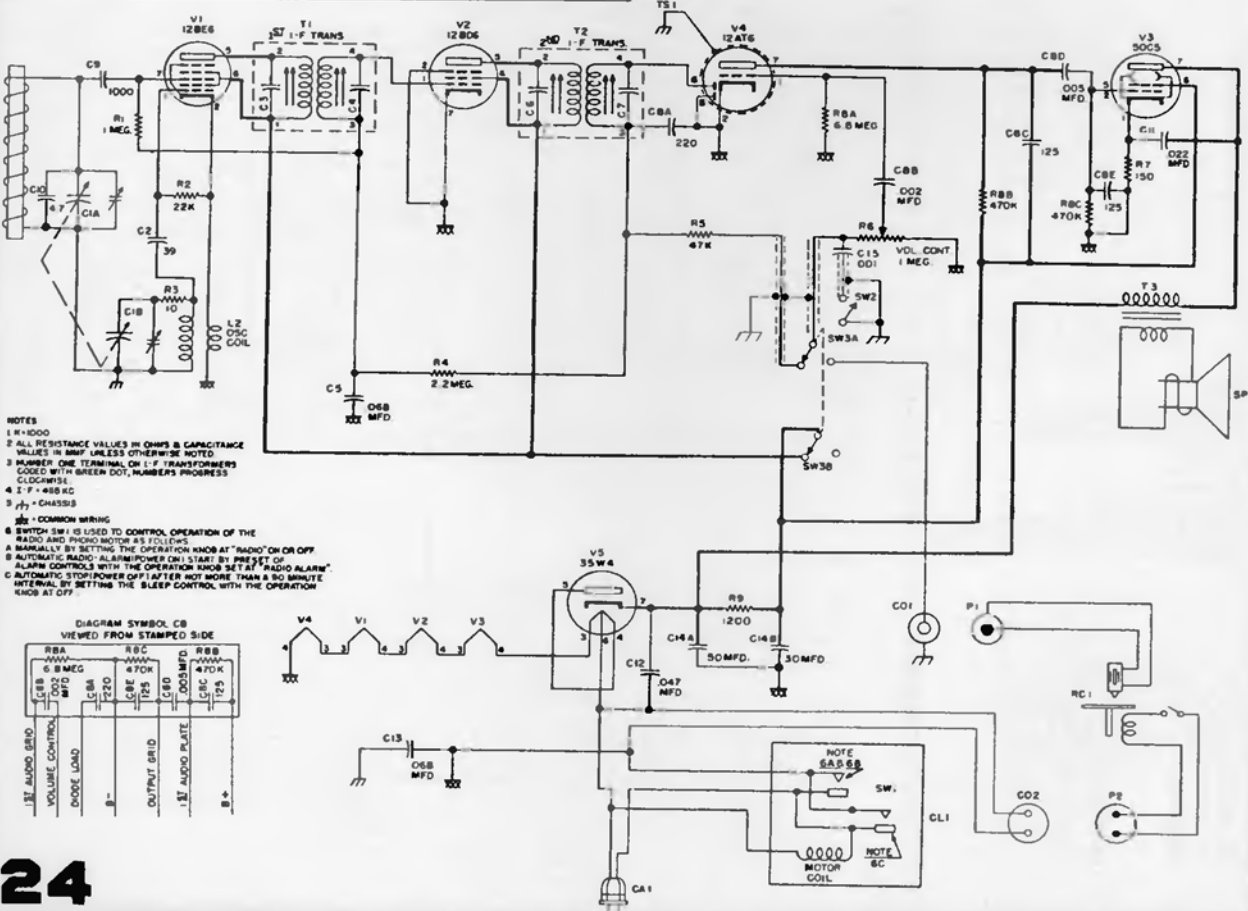 V1
12BE6
T1
1ST I-F TRANS
V2
12BD6
T2
2ND I-F TRANS.
TS1
V4
12AT6
V3
50C5
C9
1000
R1
1 MEG.
C3
C4
C6
C7
C8A
220
R8A
6.8 MEG
C8B
.002
MFD
C8D
.005
MFD.
C8C
125
C11
.022
MFD
R7
150
C8E
125
R8B
470K
R8C
470K
C10
4.7
C1A
R2
22K
C2
39
R3
10
C1B
L2
OSC
COIL
R5
47K
R6
VOL. CONT.
1 MEG.
C15
.001
SW2
SW3A
SW3B
T3
SP
R4
2.2 MEG.
C5
.068
MFD.
NOTES
1 K=1000
2 ALL RESISTANCE VALUES IN OHMS & CAPACITANCE
VALUES IN MMF UNLESS OTHERWISE NOTED
3 NUMBER ONE TERMINAL ON I-F TRANSFORMERS
CODED WITH GREEN DOT, NUMBERS PROGRESS
CLOCKWISE.
4 I-F = 455 KC
5 = CHASSIS
= COMMON WIRING
6 SWITCH SW1 IS USED TO CONTROL OPERATION OF THE
RADIO AND PHONO MOTOR AS FOLLOWS
A MANUALLY BY SETTING THE OPERATION KNOB AT "RADIO" ON OR OFF.
B AUTOMATIC RADIO-ALARM (POWER ON) START BY PRESET OF
ALARM CONTROLS WITH THE OPERATION KNOB SET AT "RADIO ALARM".
C AUTOMATIC STOP (POWER OFF) AFTER NOT MORE THAN A 90 MINUTE
INTERVAL BY SETTING THE SLEEP CONTROL WITH THE OPERATION
KNOB AT OFF.
DIAGRAM SYMBOL C8
VIEWED FROM STAMPED SIDE
R8A
6.8 MEG
R8C
470K
R8B
470K
C8B
.002
MFD
C8A
220
C8E
125
C8D
.005MFD.
C8C
125
1ST AUDIO GRID
VOLUME CONTROL
DIODE LOAD
B-
OUTPUT GRID
1ST AUDIO PLATE
B+
V4
V1
V2
V3
4 3 4 3 4 3 4
V5
35W4
R9
1200
C14A
50 MFD.
C14B
30 MFD.
C12
.047
MFD
C13
.068
MFD
CO1
P1
RC1
CO2
P2
NOTE
6A & 6B
SW1
CL1
NOTE
6C
MOTOR
COIL
CA1
24